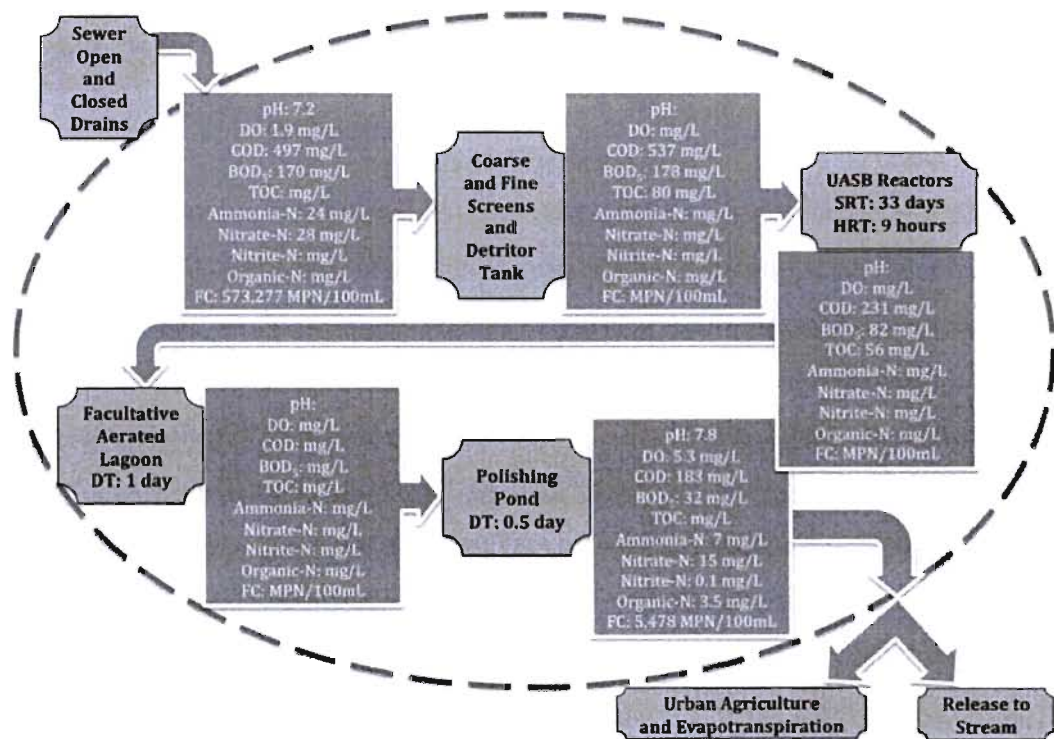 Sewer
Open
and
Closed
Drains
pH: 7.2
DO: 1.9 mg/L
COD: 497 mg/L
BOD₅: 170 mg/L
TOC: mg/L
Ammonia-N: 24 mg/L
Nitrate-N: 28 mg/L
Nitrite-N: mg/L
Organic-N: mg/L
FC: 573,277 MPN/100mL
Coarse
and Fine
Screens
and
Detritor
Tank
pH:
DO: mg/L
COD: 537 mg/L
BOD₅: 178 mg/L
TOC: 80 mg/L
Ammonia-N: mg/L
Nitrate-N: mg/L
Nitrite-N: mg/L
Organic-N: mg/L
FC: MPN/100mL
UASB Reactors
SRT: 33 days
HRT: 9 hours
pH:
DO: mg/L
COD: 231 mg/L
BOD₅: 82 mg/L
TOC: 56 mg/L
Ammonia-N: mg/L
Nitrate-N: mg/L
Nitrite-N: mg/L
Organic-N: mg/L
FC: MPN/100mL
Facultative
Aerated
Lagoon
DT: 1 day
pH:
DO: mg/L
COD: mg/L
BOD₅: mg/L
TOC: mg/L
Ammonia-N: mg/L
Nitrate-N: mg/L
Nitrite-N: mg/L
Organic-N: mg/L
FC: MPN/100mL
Polishing
Pond
DT: 0.5 day
pH: 7.8
DO: 5.3 mg/L
COD: 183 mg/L
BOD₅: 32 mg/L
TOC: mg/L
Ammonia-N: 7 mg/L
Nitrate-N: 15 mg/L
Nitrite-N: 0.1 mg/L
Organic-N: 3.5 mg/L
FC: 5,478 MPN/100mL
Urban Agriculture
and Evapotranspiration
Release to
Stream